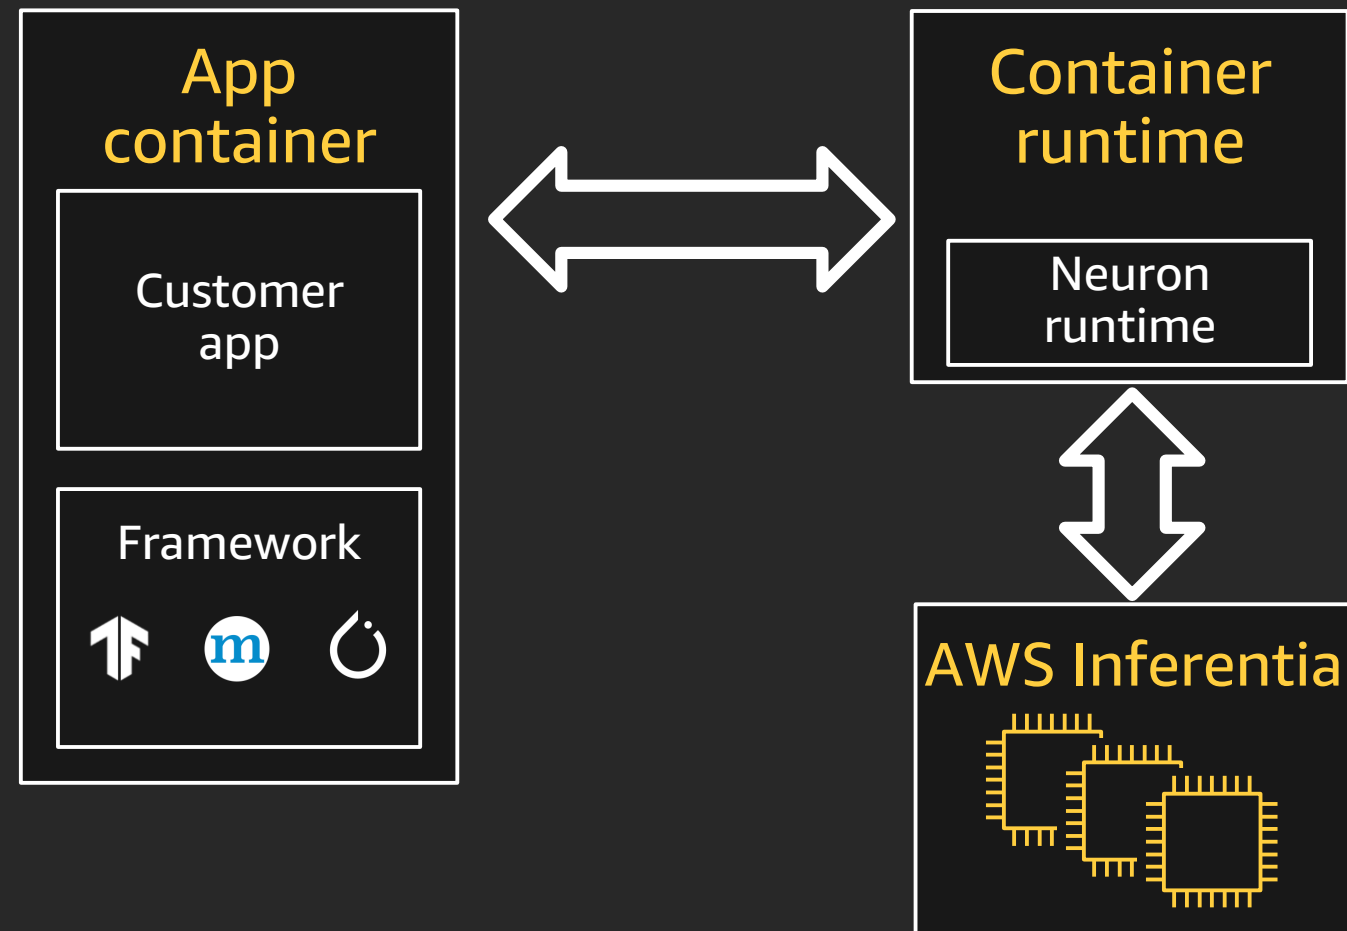 App
container
Customer
app
Framework
m
Container
runtime
Neuron
runtime
AWS Inferentia